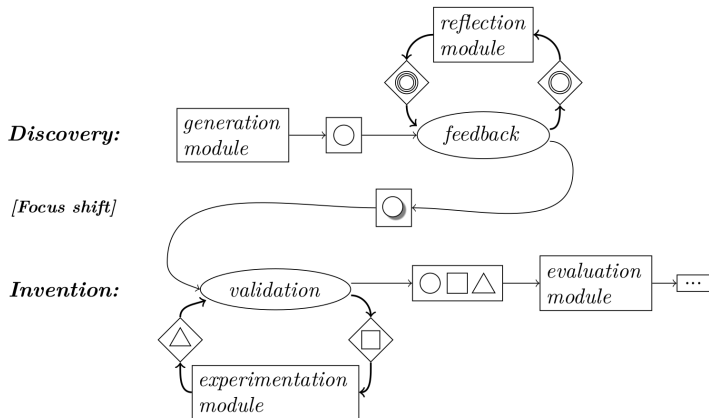 reflection
module
Discovery:
generation
module
feedback
[Focus shift]
Invention:
validation
evaluation
module
...
experimentation
module